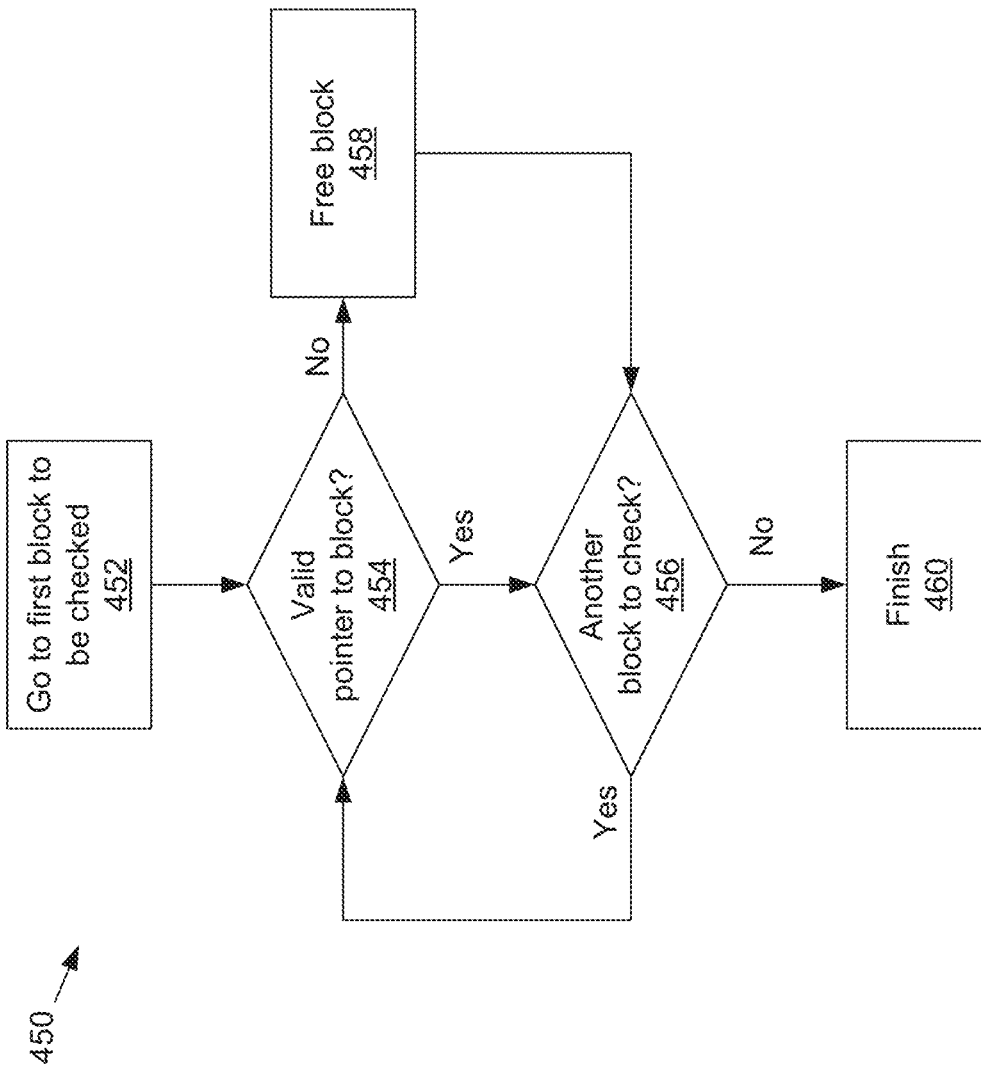 450
Go to first block to
be checked
452
Valid
pointer to block?
454
No
Free block
458
Yes
Another
block to check?
456
Yes
No
Finish
460